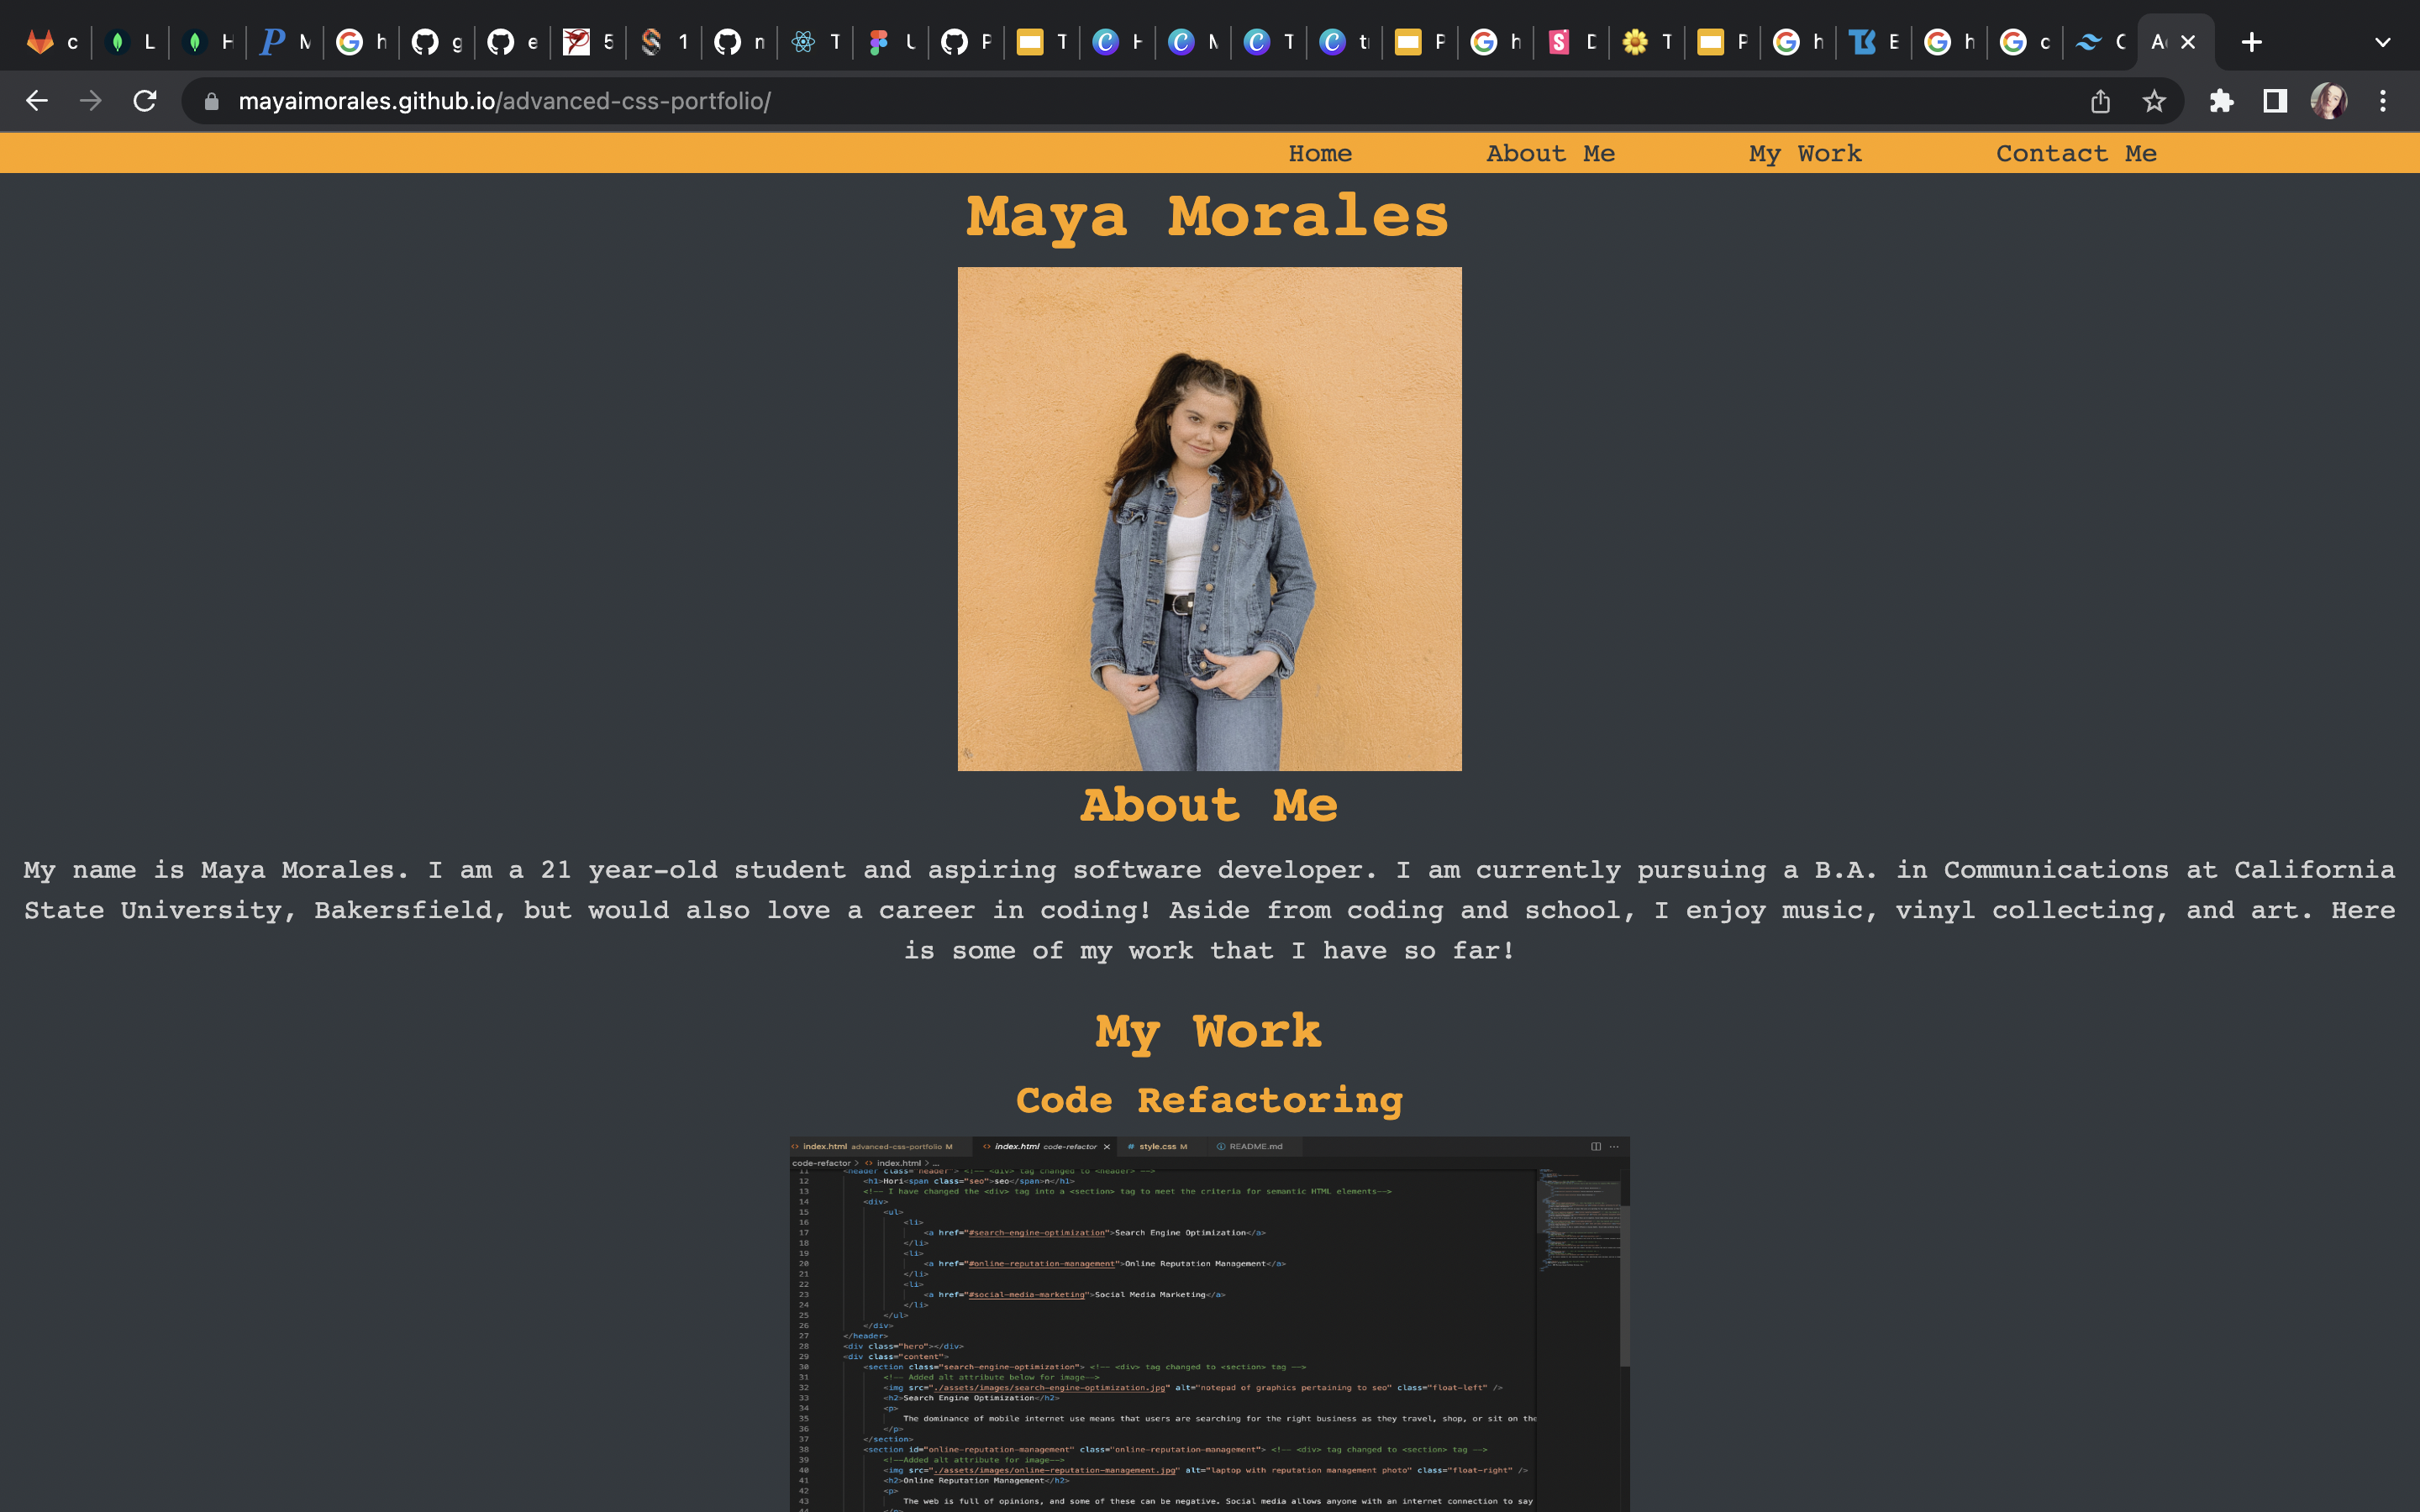 c L H M h g e 5 1 n T U P T H M T t P h D T P h E h c C A
mayaimorales.github.io/advanced-css-portfolio/
Home About Me My Work Contact Me
Maya Morales
About Me
My name is Maya Morales. I am a 21 year-old student and aspiring software developer. I am currently pursuing a B.A. in Communications at California
State University, Bakersfield, but would also love a career in coding! Aside from coding and school, I enjoy music, vinyl collecting, and art. Here
is some of my work that I have so far!
My Work
Code Refactoring
<> index.html advanced-css-portfolio M <> index.html code-refactor × # style.css M README.md
code-refactor > <> index.html > ...
11 <header class="header"> <!-- <div> tag changed to <header> -->
12 <h1>Hori<span class="seo">seo</span>n</h1>
13 <!-- I have changed the <div> tag into a <section> tag to meet the criteria for semantic HTML elements-->
14 <div>
15 <ul>
16 <li>
17 <a href="#search-engine-optimization">Search Engine Optimization</a>
18 </li>
19 <li>
20 <a href="#online-reputation-management">Online Reputation Management</a>
21 </li>
22 <li>
23 <a href="#social-media-marketing">Social Media Marketing</a>
24 </li>
25 </ul>
26 </div>
27 </header>
28 <div class="hero"></div>
29 <div class="content">
30 <section class="search-engine-optimization"> <!-- <div> tag changed to <section> tag -->
31 <!-- Added alt attribute below for image-->
32 <img src="./assets/images/search-engine-optimization.jpg" alt="notepad of graphics pertaining to seo" class="float-left" />
33 <h2>Search Engine Optimization</h2>
34 <p>
35 The dominance of mobile internet use means that users are searching for the right business as they travel, shop, or sit on the
36 </p>
37 </section>
38 <section id="online-reputation-management" class="online-reputation-management"> <!-- <div> tag changed to <section> tag -->
39 <!--Added alt attribute for image-->
40 <img src="./assets/images/online-reputation-management.jpg" alt="laptop with reputation management photo" class="float-right" />
41 <h2>Online Reputation Management</h2>
42 <p>
43 The web is full of opinions, and some of these can be negative. Social media allows anyone with an internet connection to say
44 </p>